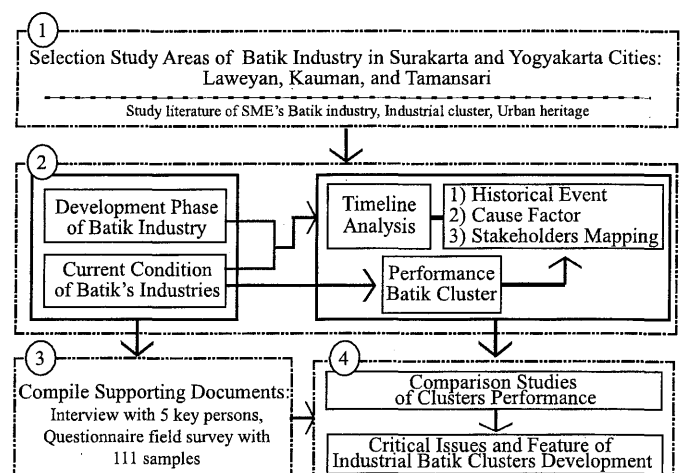 1
Selection Study Areas of Batik Industry in Surakarta and Yogyakarta Cities:
Laweyan, Kauman, and Tamansari
Study literature of SME's Batik industry, Industrial cluster, Urban heritage
2
Development Phase
of Batik Industry
Current Condition
of Batik's Industries
Timeline
Analysis
1) Historical Event
2) Cause Factor
3) Stakeholders Mapping
Performance
Batik Cluster
3
Compile Supporting Documents:
Interview with 5 key persons,
Questionnaire field survey with
111 samples
4
Comparison Studies
of Clusters Performance
Critical Issues and Feature of
Industrial Batik Clusters Development